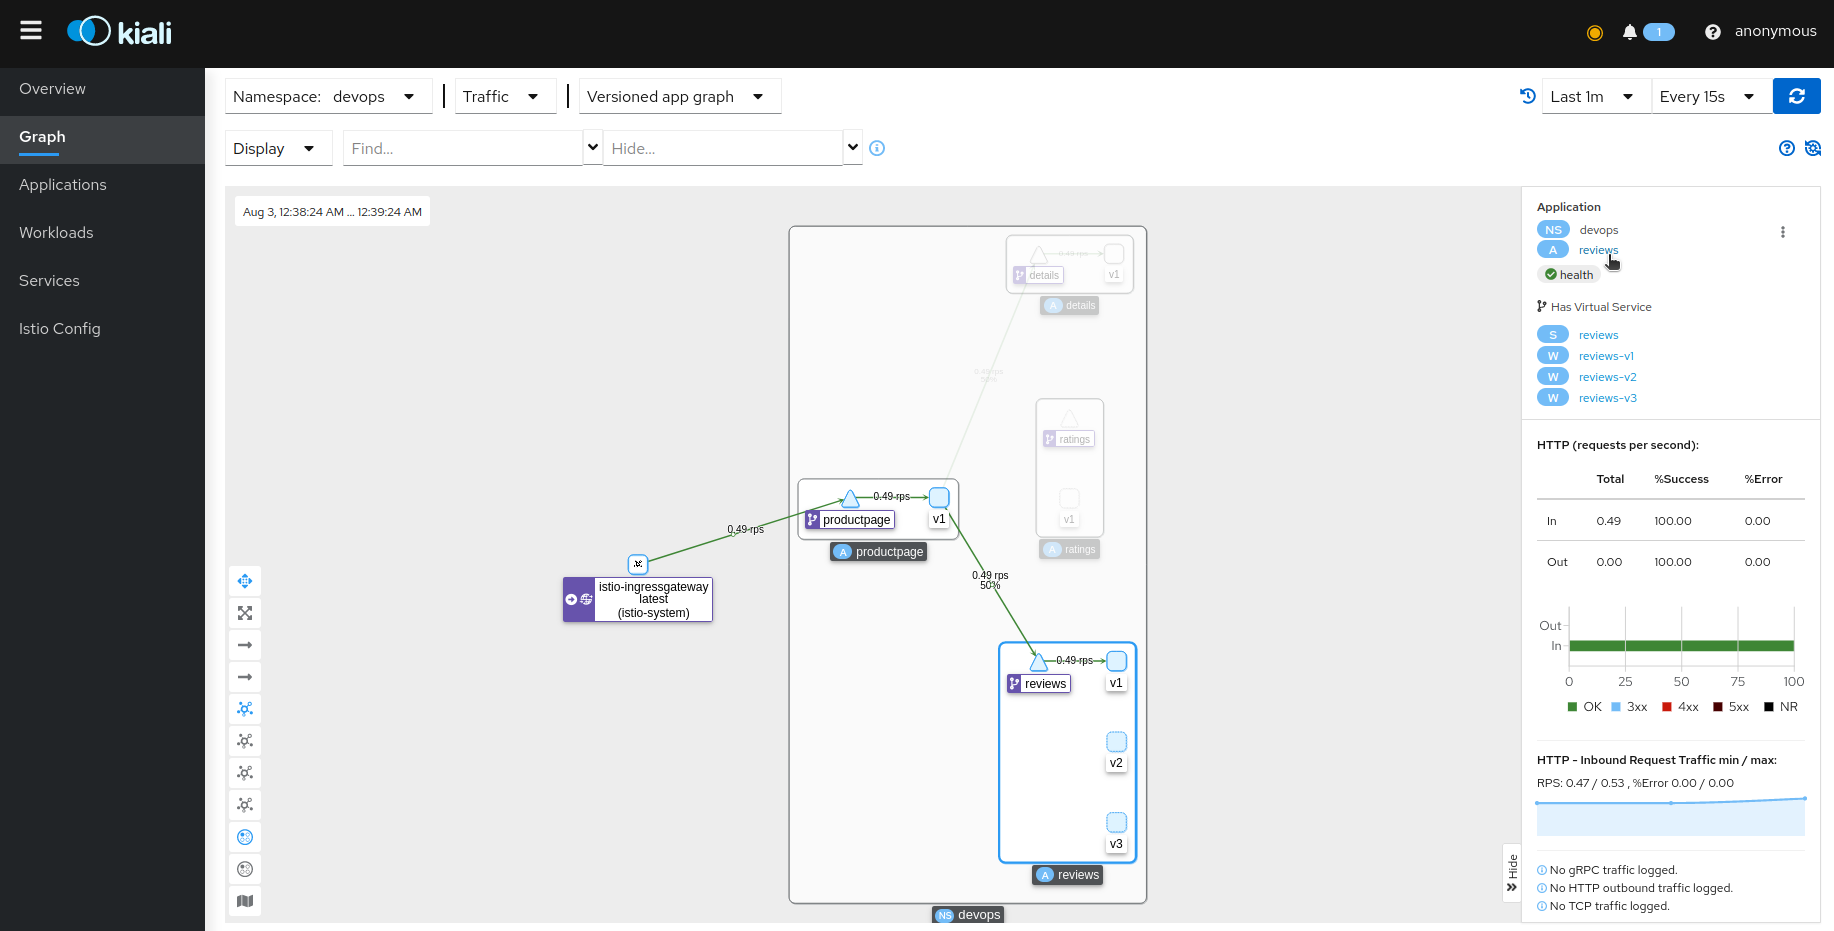 kiali
1
anonymous
Overview
Graph
Applications
Workloads
Services
Istio Config
Namespace: devops
Traffic
Versioned app graph
Last 1m
Every 15s
Display
Find...
Hide...
Aug 3, 12:38:24 AM ... 12:39:24 AM
0.49 rps
details
v1
A details
0.49 rps
50%
ratings
v1
A ratings
0.49 rps
productpage
v1
A productpage
0.49 rps
istio-ingressgateway
latest
(istio-system)
0.49 rps
50%
0.49 rps
reviews
v1
v2
v3
A reviews
NS devops
Application
NS devops
A reviews
health
Has Virtual Service
S reviews
W reviews-v1
W reviews-v2
W reviews-v3
HTTP (requests per second):
Total %Success %Error
In 0.49 100.00 0.00
Out 0.00 100.00 0.00
Out
In
0 25 50 75 100
OK 3xx 4xx 5xx NR
HTTP - Inbound Request Traffic min / max:
RPS: 0.47 / 0.53 , %Error 0.00 / 0.00
No gRPC traffic logged.
No HTTP outbound traffic logged.
No TCP traffic logged.
Hide